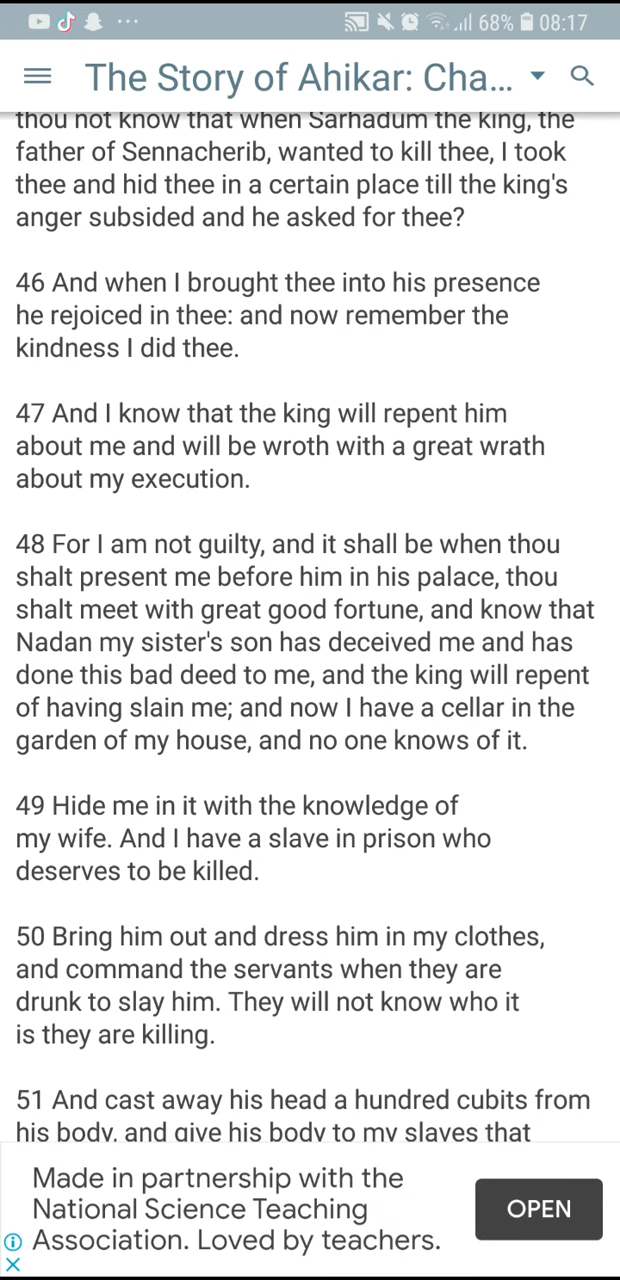 68% 08:17
The Story of Ahikar: Cha...
thou not know that when Sarhadum the king, the
father of Sennacherib, wanted to kill thee, I took
thee and hid thee in a certain place till the king's
anger subsided and he asked for thee?
46 And when I brought thee into his presence
he rejoiced in thee: and now remember the
kindness I did thee.
47 And I know that the king will repent him
about me and will be wroth with a great wrath
about my execution.
48 For I am not guilty, and it shall be when thou
shalt present me before him in his palace, thou
shalt meet with great good fortune, and know that
Nadan my sister's son has deceived me and has
done this bad deed to me, and the king will repent
of having slain me; and now I have a cellar in the
garden of my house, and no one knows of it.
49 Hide me in it with the knowledge of
my wife. And I have a slave in prison who
deserves to be killed.
50 Bring him out and dress him in my clothes,
and command the servants when they are
drunk to slay him. They will not know who it
is they are killing.
51 And cast away his head a hundred cubits from
his body, and give his body to my slaves that
Made in partnership with the
National Science Teaching
Association. Loved by teachers.
OPEN